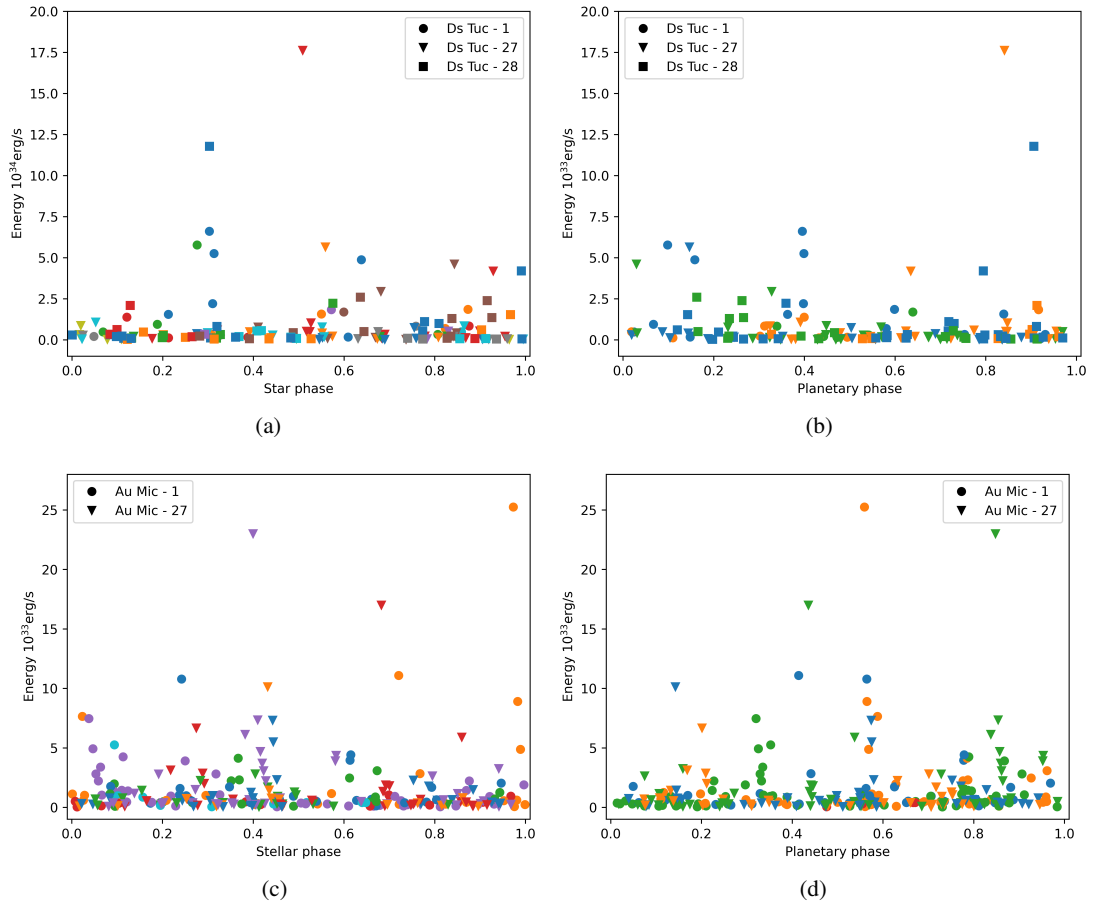 20.0
17.5
15.0
12.5
10.0
7.5
5.0
2.5
0.0
Energy 10³⁴erg/s
Ds Tuc - 1
Ds Tuc - 27
Ds Tuc - 28
0.0 0.2 0.4 0.6 0.8 1.0
Star phase
(a)
20.0
17.5
15.0
12.5
10.0
7.5
5.0
2.5
0.0
Energy 10³³erg/s
Ds Tuc - 1
Ds Tuc - 27
Ds Tuc - 28
0.0 0.2 0.4 0.6 0.8 1.0
Planetary phase
(b)
25
20
15
10
5
0
Energy 10³³erg/s
Au Mic - 1
Au Mic - 27
0.0 0.2 0.4 0.6 0.8 1.0
Stellar phase
(c)
25
20
15
10
5
0
Energy 10³³erg/s
Au Mic - 1
Au Mic - 27
0.0 0.2 0.4 0.6 0.8 1.0
Planetary phase
(d)